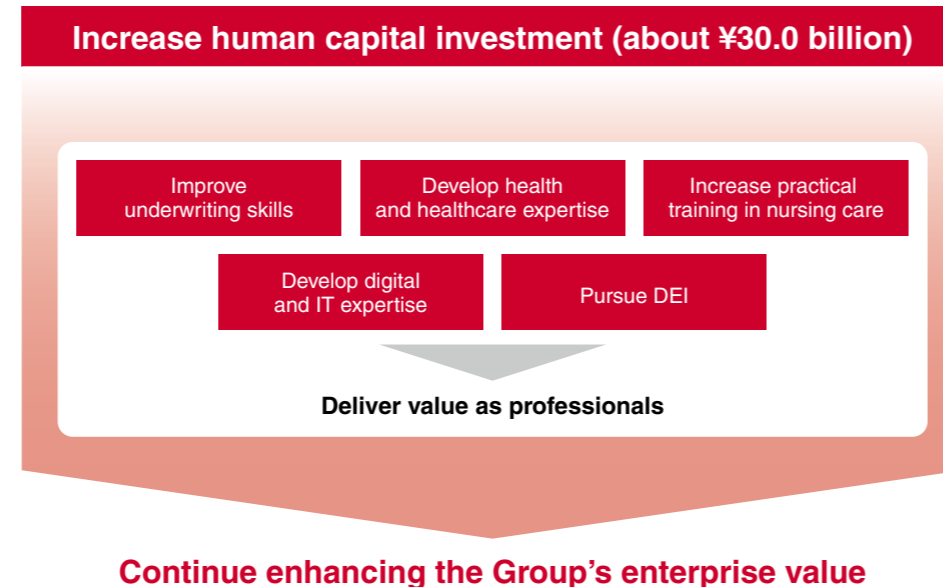 Increase human capital investment (about ¥30.0 billion)
Improve
underwriting skills
Develop health
and healthcare expertise
Increase practical
training in nursing care
Develop digital
and IT expertise
Pursue DEI
Deliver value as professionals
Continue enhancing the Group's enterprise value